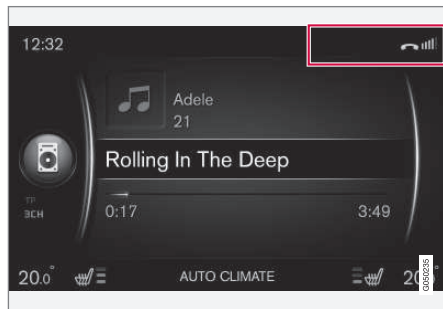 12:32
Adele
21
Rolling In The Deep
TP
3CH
0:17
3:49
20.0°
AUTO CLIMATE
G050235